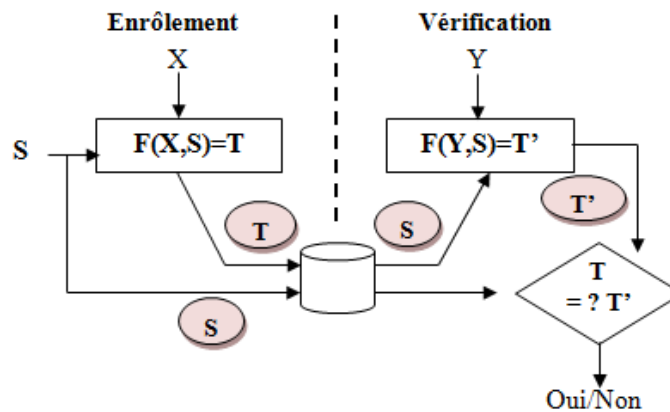 Enrôlement
Vérification
X
Y
S
F(X,S)=T
F(Y,S)=T’
T
S
T’
S
T
= ? T’
Oui/Non